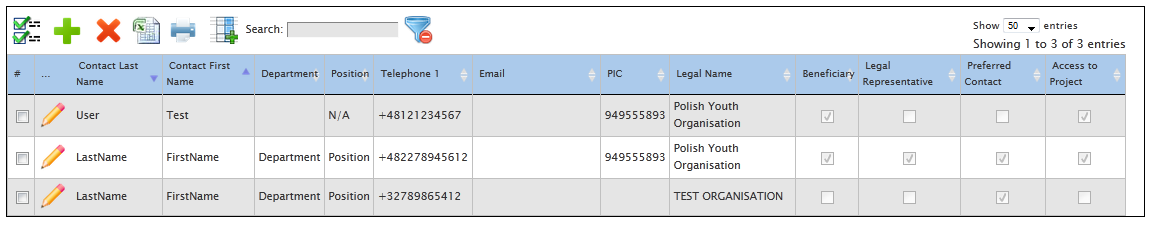 Search:
Show 50 entries
Showing 1 to 3 of 3 entries
# ... Contact Last Name Contact First Name Department Position Telephone 1 Email PIC Legal Name Beneficiary Legal Representative Preferred Contact Access to Project
User Test N/A +48121234567 949555893 Polish Youth Organisation
LastName FirstName Department Position +482278945612 949555893 Polish Youth Organisation
LastName FirstName Department Position +32789865412 TEST ORGANISATION